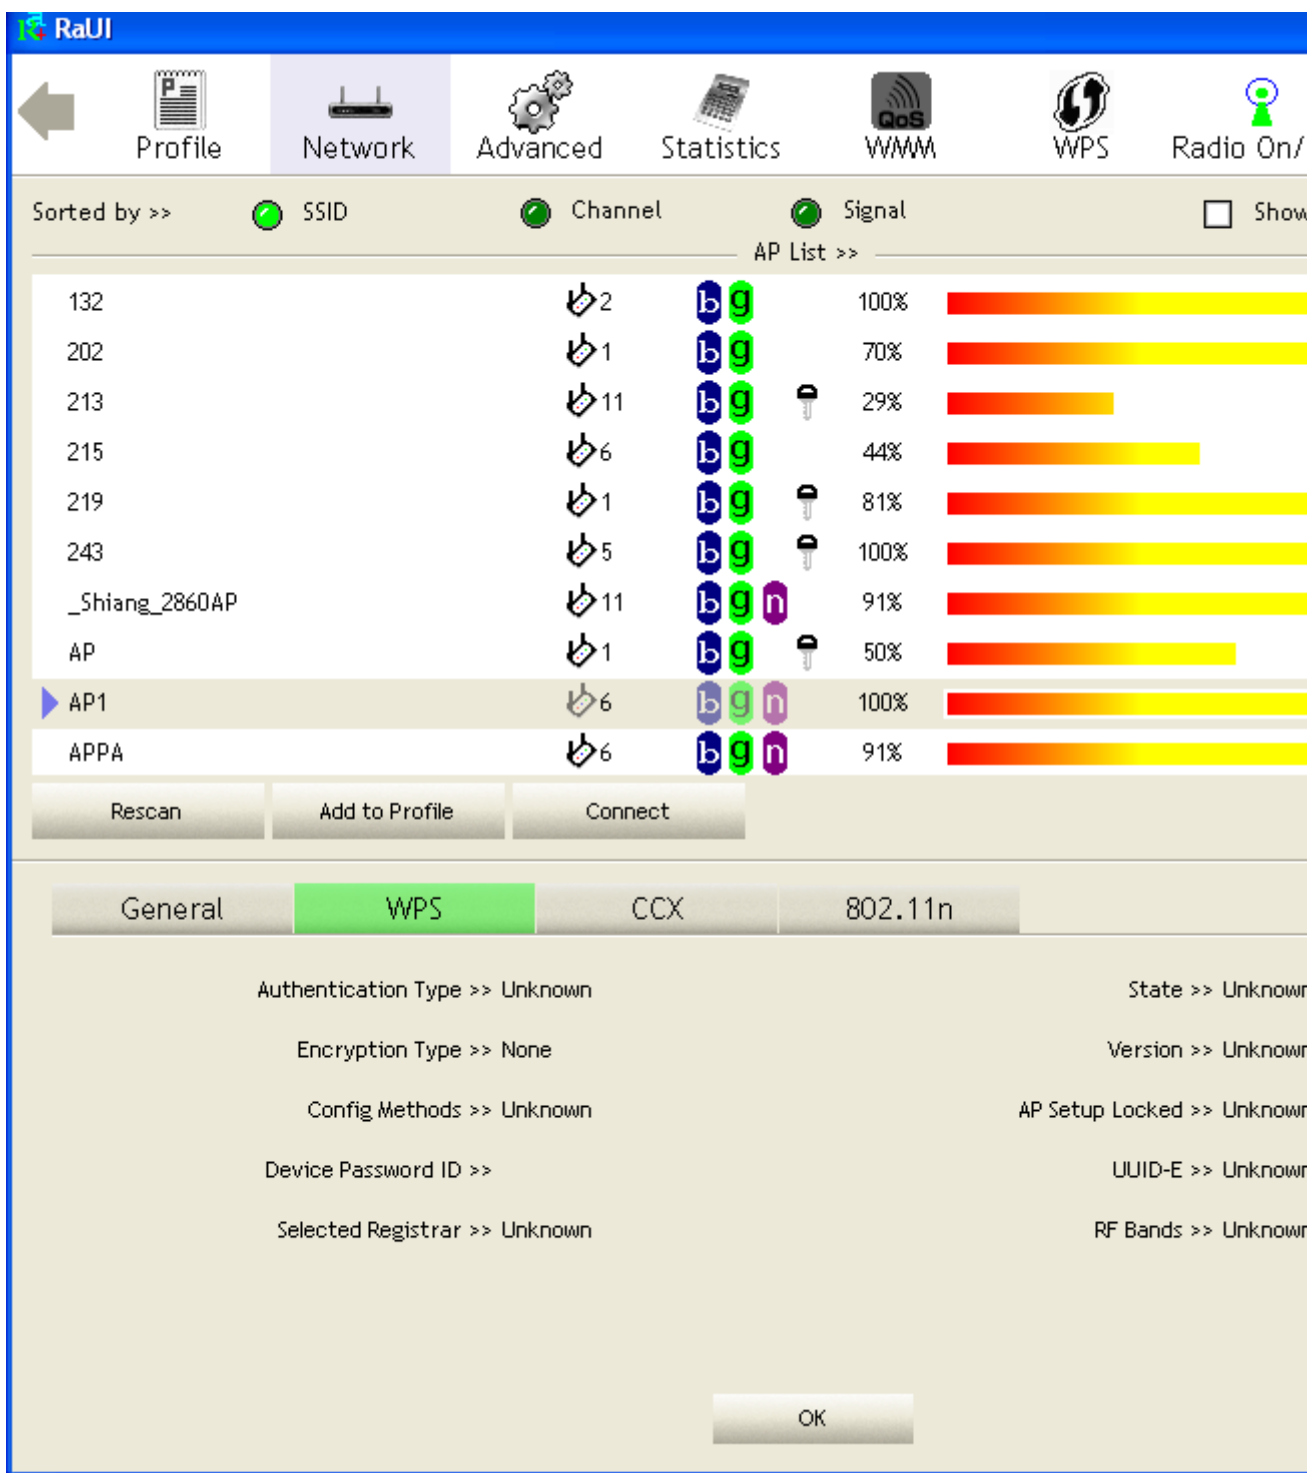 RaUI
Profile Network Advanced Statistics QoS WMM WPS Radio On/
Sorted by >> SSID Channel Signal Show
AP List >>
132 2 b g 100%
202 1 b g 70%
213 11 b g 29%
215 6 b g 44%
219 1 b g 81%
243 5 b g 100%
_Shiang_2860AP 11 b g n 91%
AP 1 b g 50%
AP1 6 b g n 100%
APPA 6 b g n 91%
Rescan Add to Profile Connect
General WPS CCX 802.11n
Authentication Type >> Unknown State >> Unknown
Encryption Type >> None Version >> Unknown
Config Methods >> Unknown AP Setup Locked >> Unknown
Device Password ID >> UUID-E >> Unknown
Selected Registrar >> Unknown RF Bands >> Unknown
OK